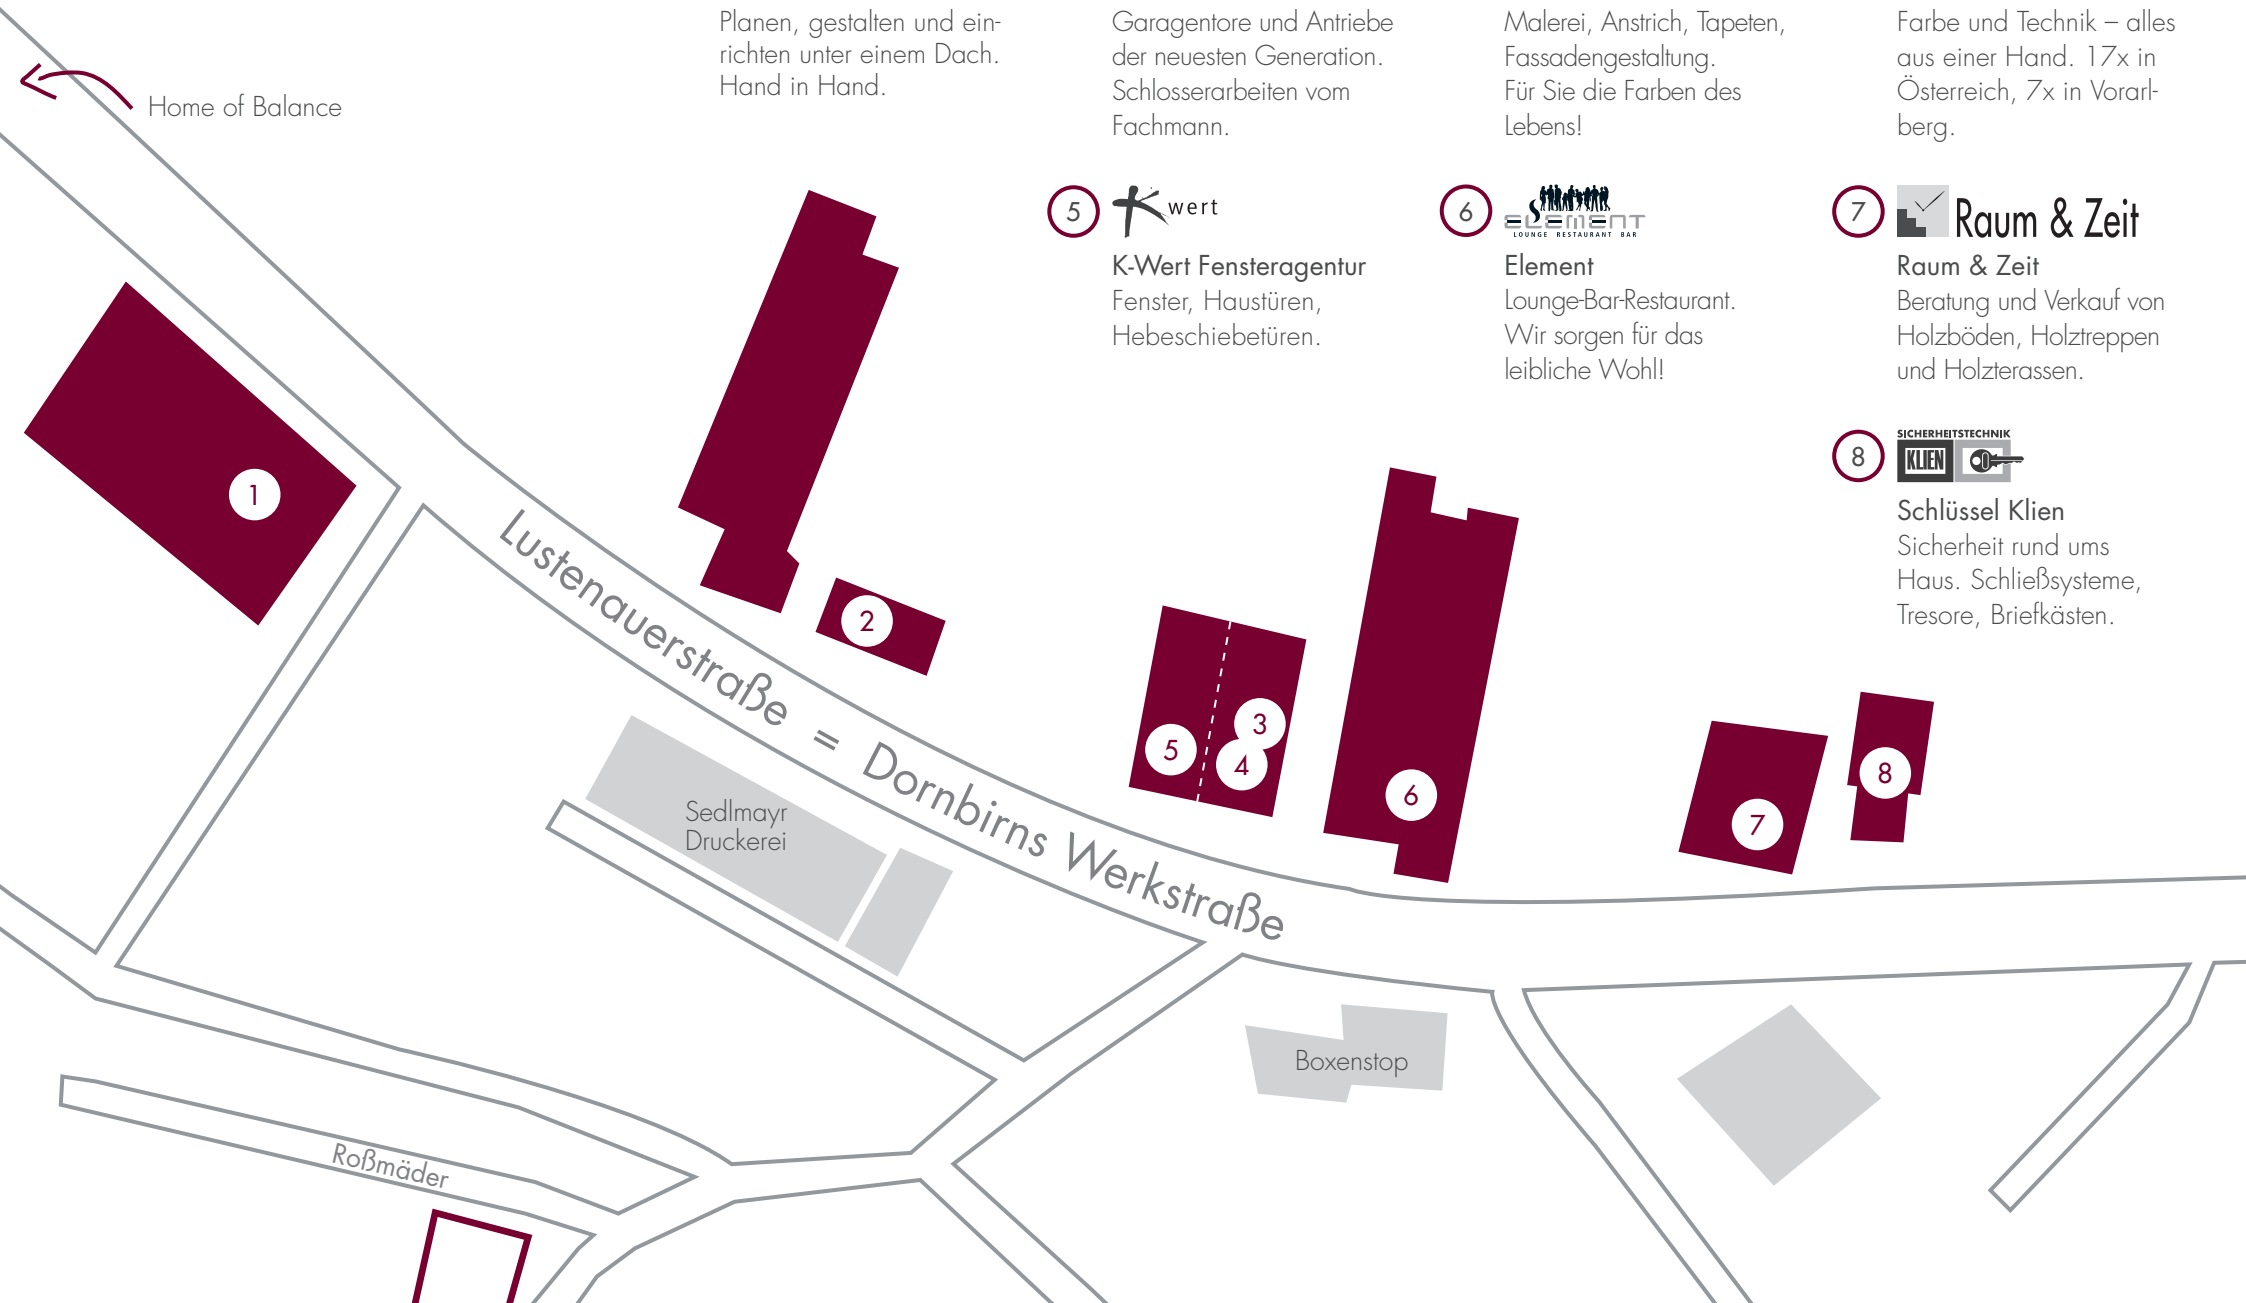 Planen, gestalten und ein-
richten unter einem Dach.
Hand in Hand.
Garagentore und Antriebe
der neuesten Generation.
Schlosserarbeiten vom
Fachmann.
Malerei, Anstrich, Tapeten,
Fassadengestaltung.
Für Sie die Farben des
Lebens!
Farbe und Technik – alles
aus einer Hand. 17x in
Österreich, 7x in Vorarl-
berg.
Home of Balance
5
K wert
K-Wert Fensteragentur
Fenster, Haustüren,
Hebeschiebetüren.
6
ELEMENT
LOUNGE RESTAURANT BAR
Element
Lounge-Bar-Restaurant.
Wir sorgen für das
leibliche Wohl!
7
Raum & Zeit
Raum & Zeit
Beratung und Verkauf von
Holzböden, Holztreppen
und Holzterassen.
8
SICHERHEITSTECHNIK
KLIEN
Schlüssel Klien
Sicherheit rund ums
Haus. Schließsysteme,
Tresore, Briefkästen.
1
2
3
4
5
6
7
8
Lustenauerstraße = Dornbirns Werkstraße
Sedlmayr
Druckerei
Boxenstop
Roßmäder